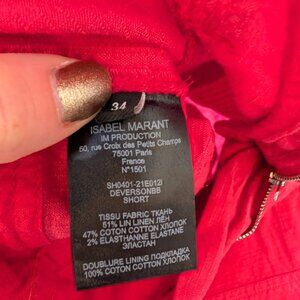 34
ISABEL MARANT
IM PRODUCTION
50, rue Croix des Petits Champs
75001 Paris
France
N°1501
SH0401-21E012I
DEVERSONBB
SHORT
TISSU FABRIC ТКАНЬ
51% LIN LINEN ЛЁН
47% COTON COTTON ХЛОПОК
2% ELASTHANNE ELASTANE
ЭЛАСТАН
DOUBLURE LINING ПОДКЛАДКА
100% COTON COTTON ХЛОПОК